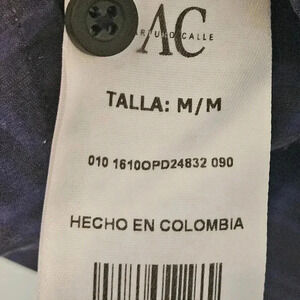 AC
ARTURO CALLE
TALLA: M/M
010 1610OPD24832 090
HECHO EN COLOMBIA